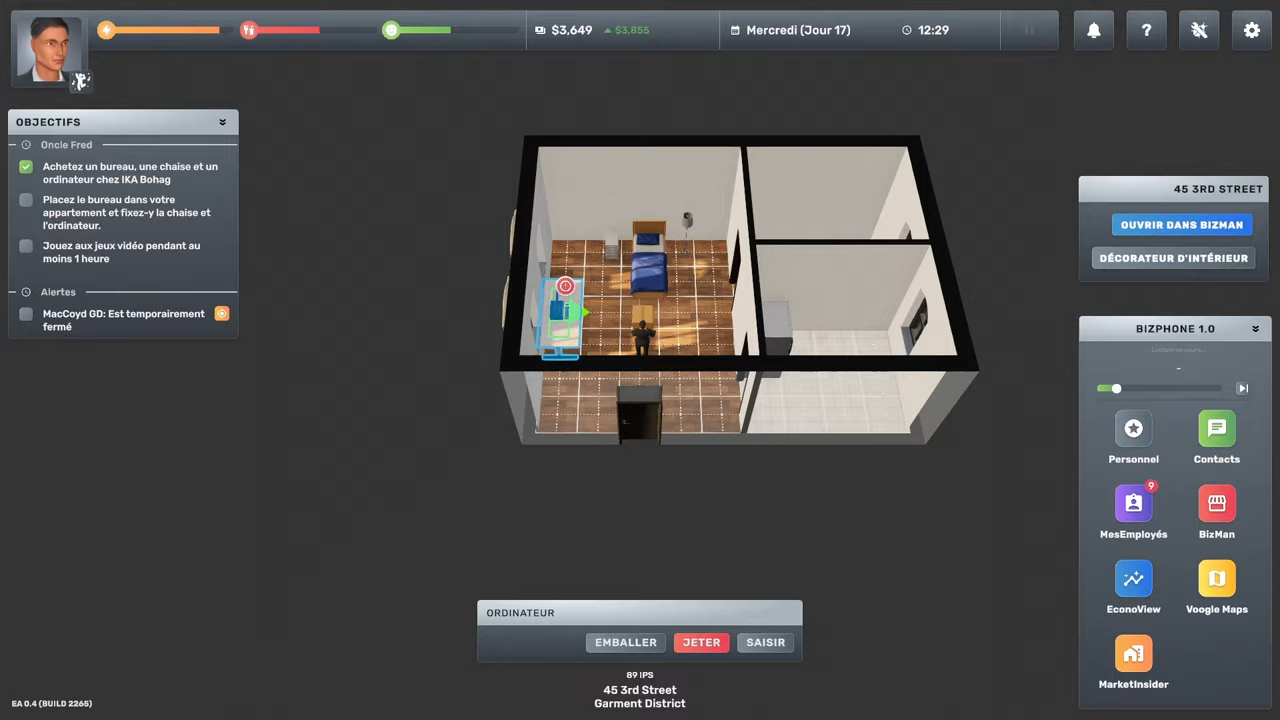 $3,649
$3,855
Mercredi (Jour 17)
12:29
?
OBJECTIFS
Oncle Fred
Achetez un bureau, une chaise et un
ordinateur chez IKA Bohag
Placez le bureau dans votre
appartement et fixez-y la chaise et
l'ordinateur.
Jouez aux jeux vidéo pendant au
moins 1 heure
Alertes
MacCoyd GD: Est temporairement
fermé
45 3RD STREET
OUVRIR DANS BIZMAN
DÉCORATEUR D'INTÉRIEUR
BIZPHONE 1.0
-
Personnel
Contacts
9
MesEmployés
BizMan
EconoView
Voogle Maps
MarketInsider
ORDINATEUR
EMBALLER
JETER
SAISIR
89 IPS
45 3rd Street
Garment District
EA 0.4 (BUILD 2265)